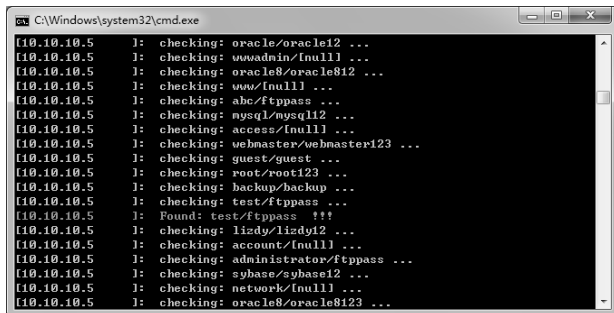 C:\Windows\system32\cmd.exe
[10.10.10.5     ]:  checking: oracle/oracle12 ...
[10.10.10.5     ]:  checking: wwwadmin/[null] ...
[10.10.10.5     ]:  checking: oracle8/oracle812 ...
[10.10.10.5     ]:  checking: www/[null] ...
[10.10.10.5     ]:  checking: abc/ftppass ...
[10.10.10.5     ]:  checking: mysql/mysql12 ...
[10.10.10.5     ]:  checking: access/[null] ...
[10.10.10.5     ]:  checking: webmaster/webmaster123 ...
[10.10.10.5     ]:  checking: guest/guest ...
[10.10.10.5     ]:  checking: root/root123 ...
[10.10.10.5     ]:  checking: backup/backup ...
[10.10.10.5     ]:  checking: test/ftppass ...
[10.10.10.5     ]:  Found: test/ftppass  !!!
[10.10.10.5     ]:  checking: lizdy/lizdy12 ...
[10.10.10.5     ]:  checking: account/[null] ...
[10.10.10.5     ]:  checking: administrator/ftppass ...
[10.10.10.5     ]:  checking: sybase/sybase12 ...
[10.10.10.5     ]:  checking: network/[null] ...
[10.10.10.5     ]:  checking: oracle8/oracle8123 ...